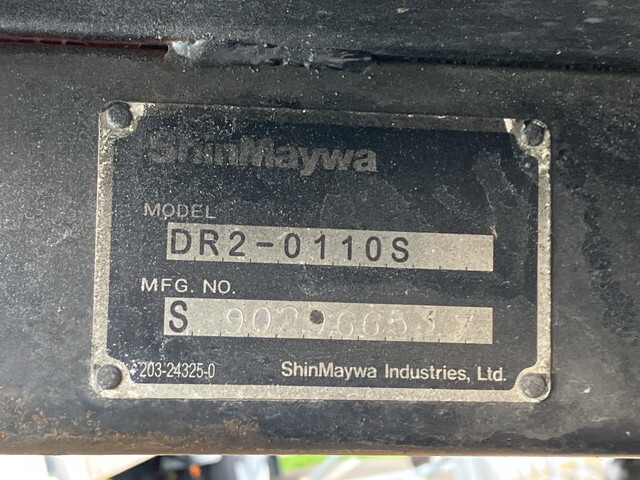 ShinMaywa
MODEL
DR2-0110S
MFG. NO.
S
203-24325-0
ShinMaywa Industries, Ltd.